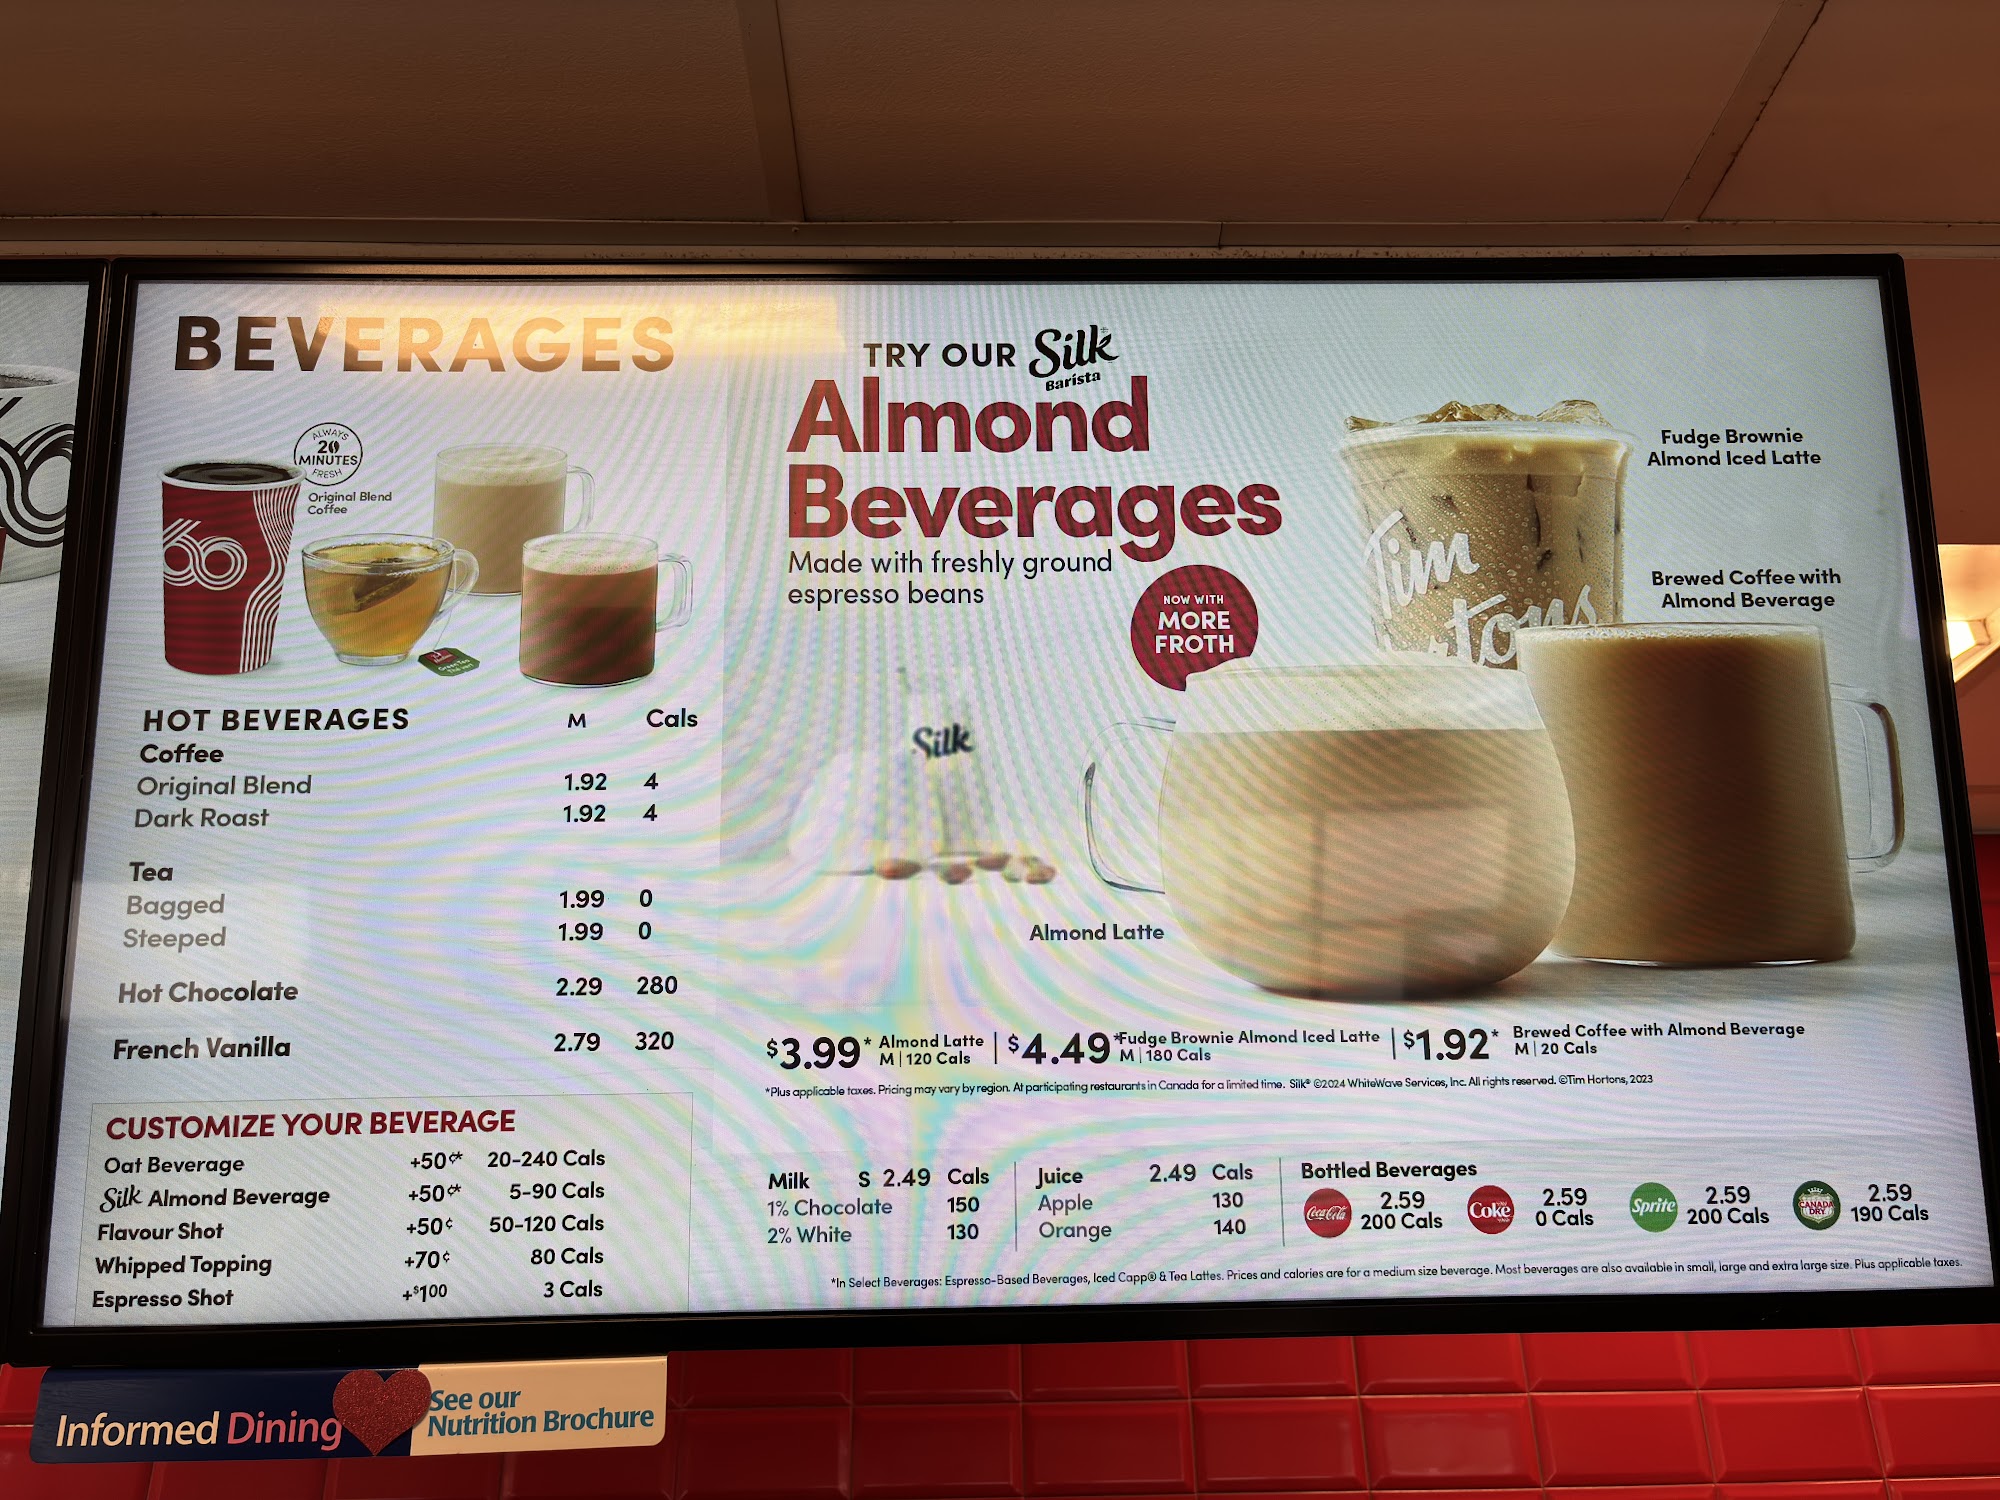 BEVERAGES
ALWAYS
20
MINUTES
FRESH
Original Blend
Coffee
60
HOT BEVERAGES M Cals
Coffee
Original Blend 1.92 4
Dark Roast 1.92 4
Tea
Bagged 1.99 0
Steeped 1.99 0
Hot Chocolate 2.29 280
French Vanilla 2.79 320
CUSTOMIZE YOUR BEVERAGE
Oat Beverage +50¢* 20-240 Cals
Silk Almond Beverage +50¢* 5-90 Cals
Flavour Shot +50¢ 50-120 Cals
Whipped Topping +70¢ 80 Cals
Espresso Shot +$100 3 Cals
TRY OUR Silk
Barista
Almond
Beverages
Made with freshly ground
espresso beans
NOW WITH
MORE
FROTH
Silk
Tim
Fudge Brownie
Almond Iced Latte
Brewed Coffee with
Almond Beverage
Almond Latte
$3.99* Almond Latte
M | 120 Cals
$4.49 *Fudge Brownie Almond Iced Latte
M | 180 Cals
$1.92* Brewed Coffee with Almond Beverage
M | 20 Cals
*Plus applicable taxes. Pricing may vary by region. At participating restaurants in Canada for a limited time. Silk® ©2024 WhiteWave Services, Inc. All rights reserved. ©Tim Hortons, 2023
Milk $ 2.49 Cals
1% Chocolate 150
2% White 130
Juice 2.49 Cals
Apple 130
Orange 140
Bottled Beverages
Coca-Cola 2.59
200 Cals
Coke 2.59
0 Cals
Sprite 2.59
200 Cals
CANADA
DRY 2.59
190 Cals
*In Select Beverages: Espresso-Based Beverages, Iced Capp® & Tea Lattes. Prices and calories are for a medium size beverage. Most beverages are also available in small, large and extra large size. Plus applicable taxes.
Informed Dining
See our
Nutrition Brochure